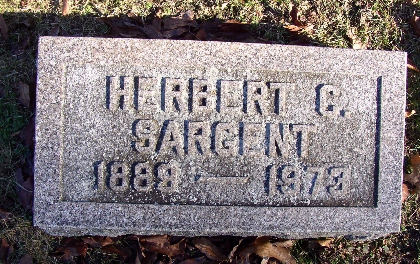 HERBERT C.
SARGENT
1889 — 1973